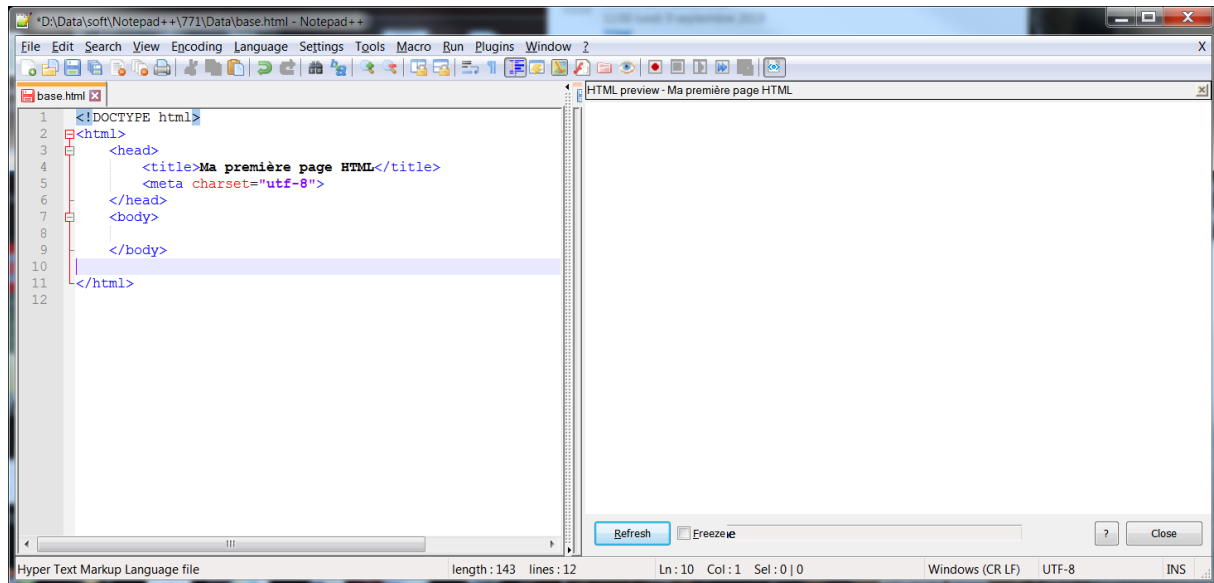 *D:\Data\soft\Notepad++\771\Data\base.html - Notepad++
File Edit Search View Encoding Language Settings Tools Macro Run Plugins Window ? X
base.html
HTML preview - Ma première page HTML
1 <!DOCTYPE html>
2 <html>
3 <head>
4 <title>Ma première page HTML</title>
5 <meta charset="utf-8">
6 </head>
7 <body>
8
9 </body>
10
11 </html>
12
Refresh Freeze ? Close
Hyper Text Markup Language file length : 143 lines : 12 Ln : 10 Col : 1 Sel : 0 | 0 Windows (CR LF) UTF-8 INS